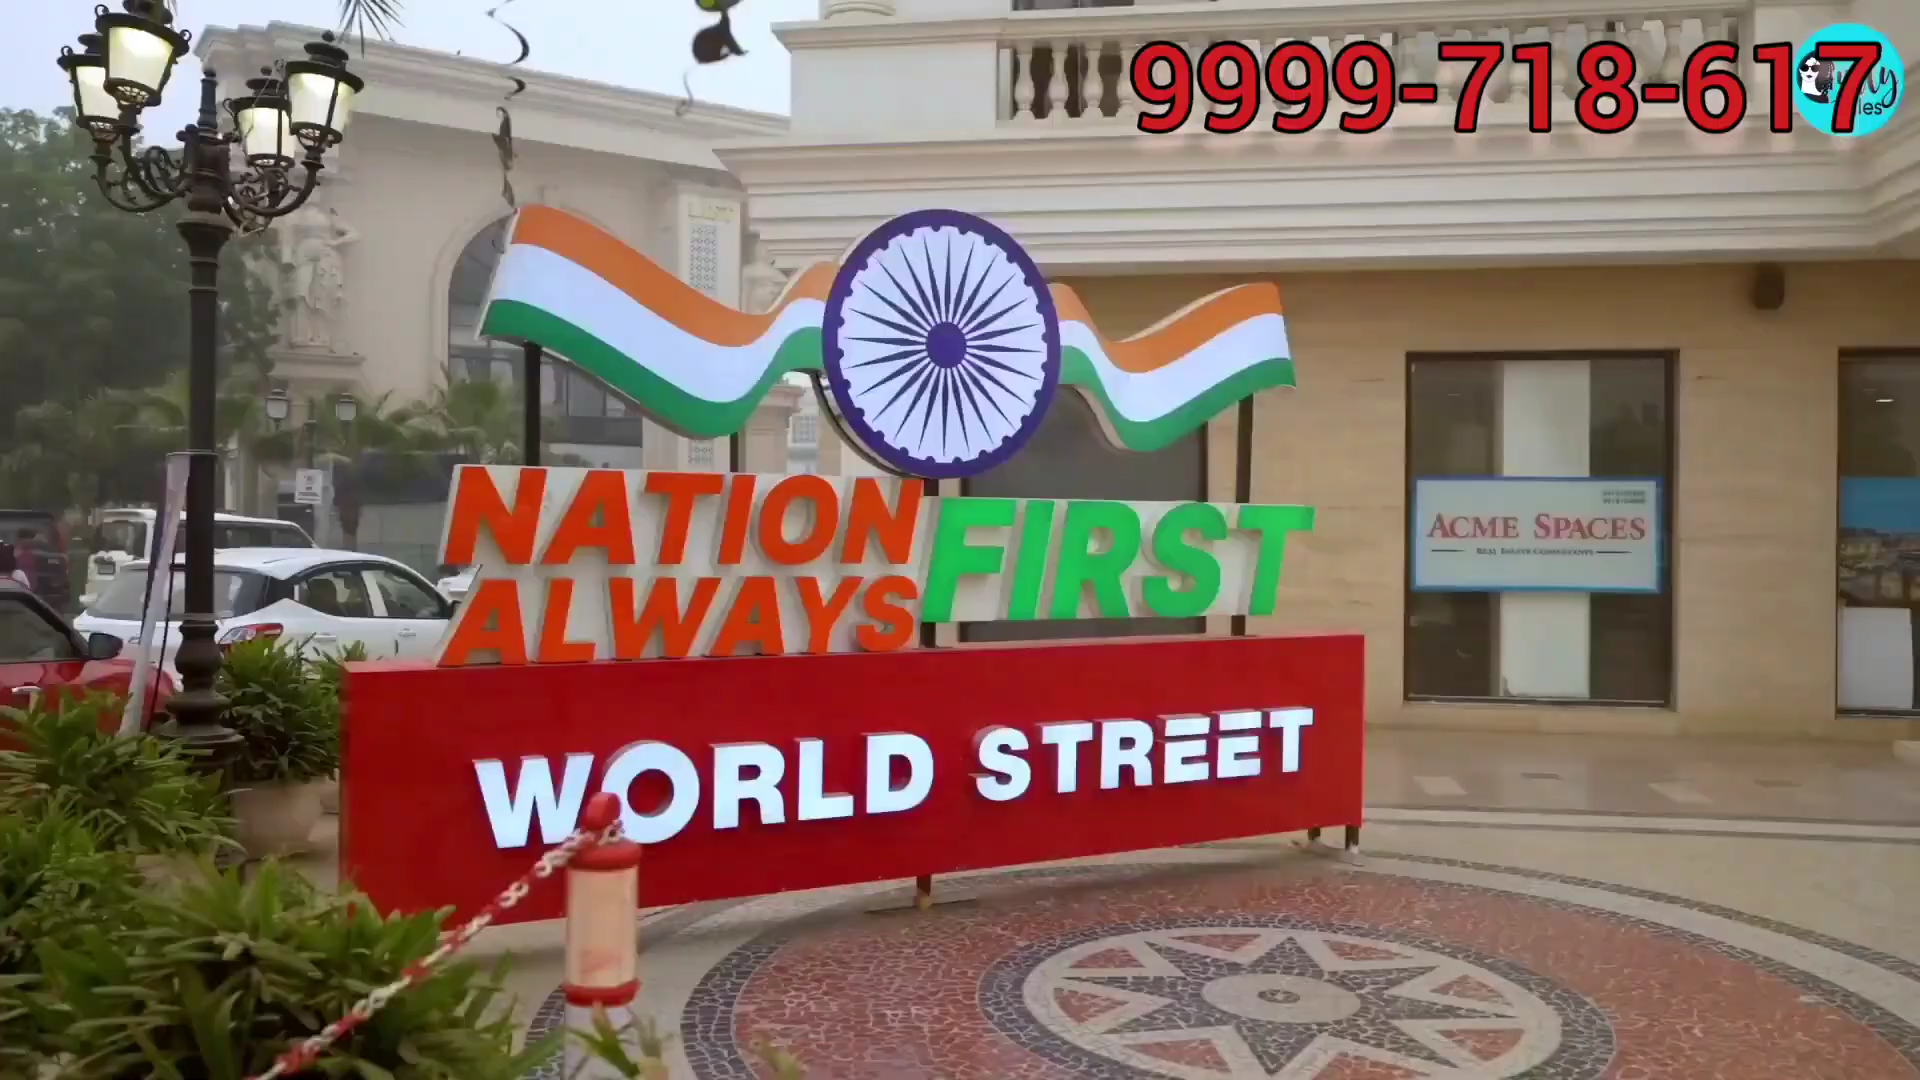 9999-718-617
NATION
ALWAYS
FIRST
WORLD STREET
ACME SPACES
REAL ESTATE CONSULTANTS